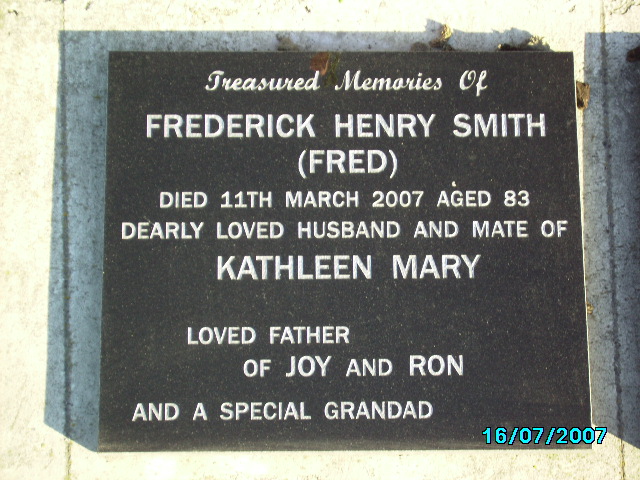 Treasured Memories Of
FREDERICK HENRY SMITH
(FRED)
DIED 11TH MARCH 2007 AGED 83
DEARLY LOVED HUSBAND AND MATE OF
KATHLEEN MARY
LOVED FATHER
OF JOY AND RON
AND A SPECIAL GRANDAD
16/07/2007